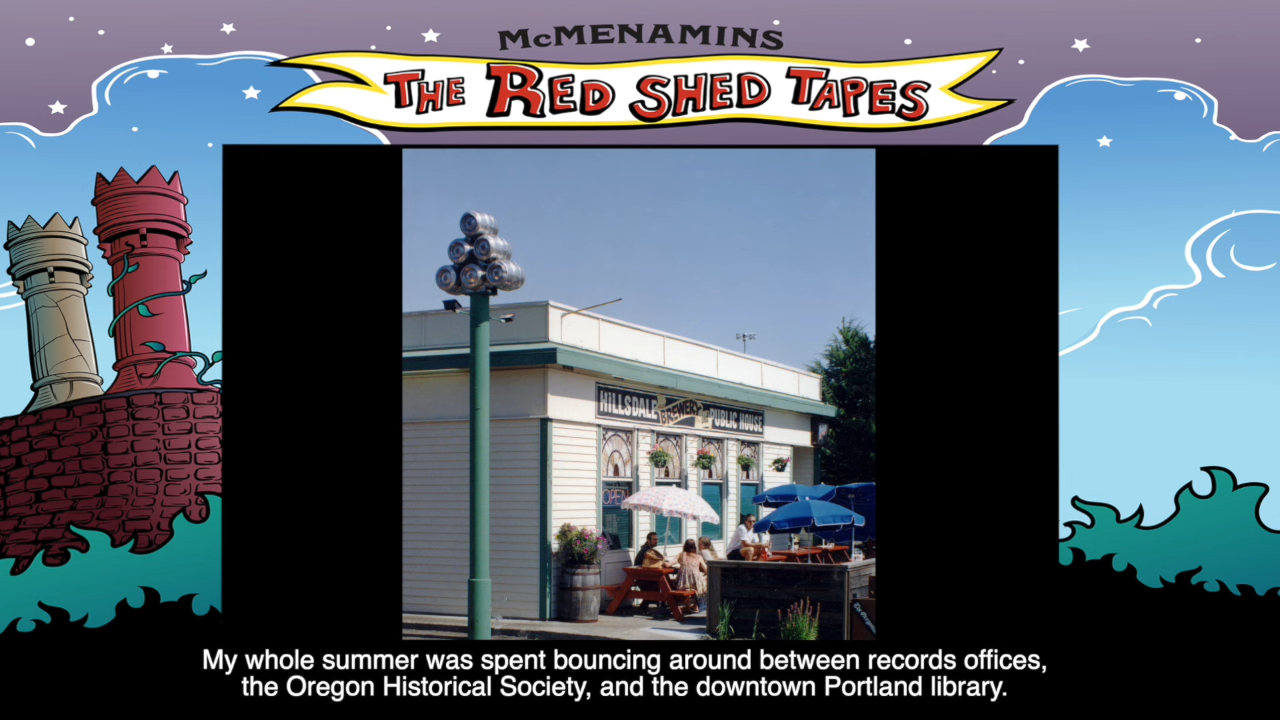 McMENAMINS
THE RED SHED TAPES
HILLSDALE BREWERY PUBLIC HOUSE
OPEN
My whole summer was spent bouncing around between records offices,
the Oregon Historical Society, and the downtown Portland library.